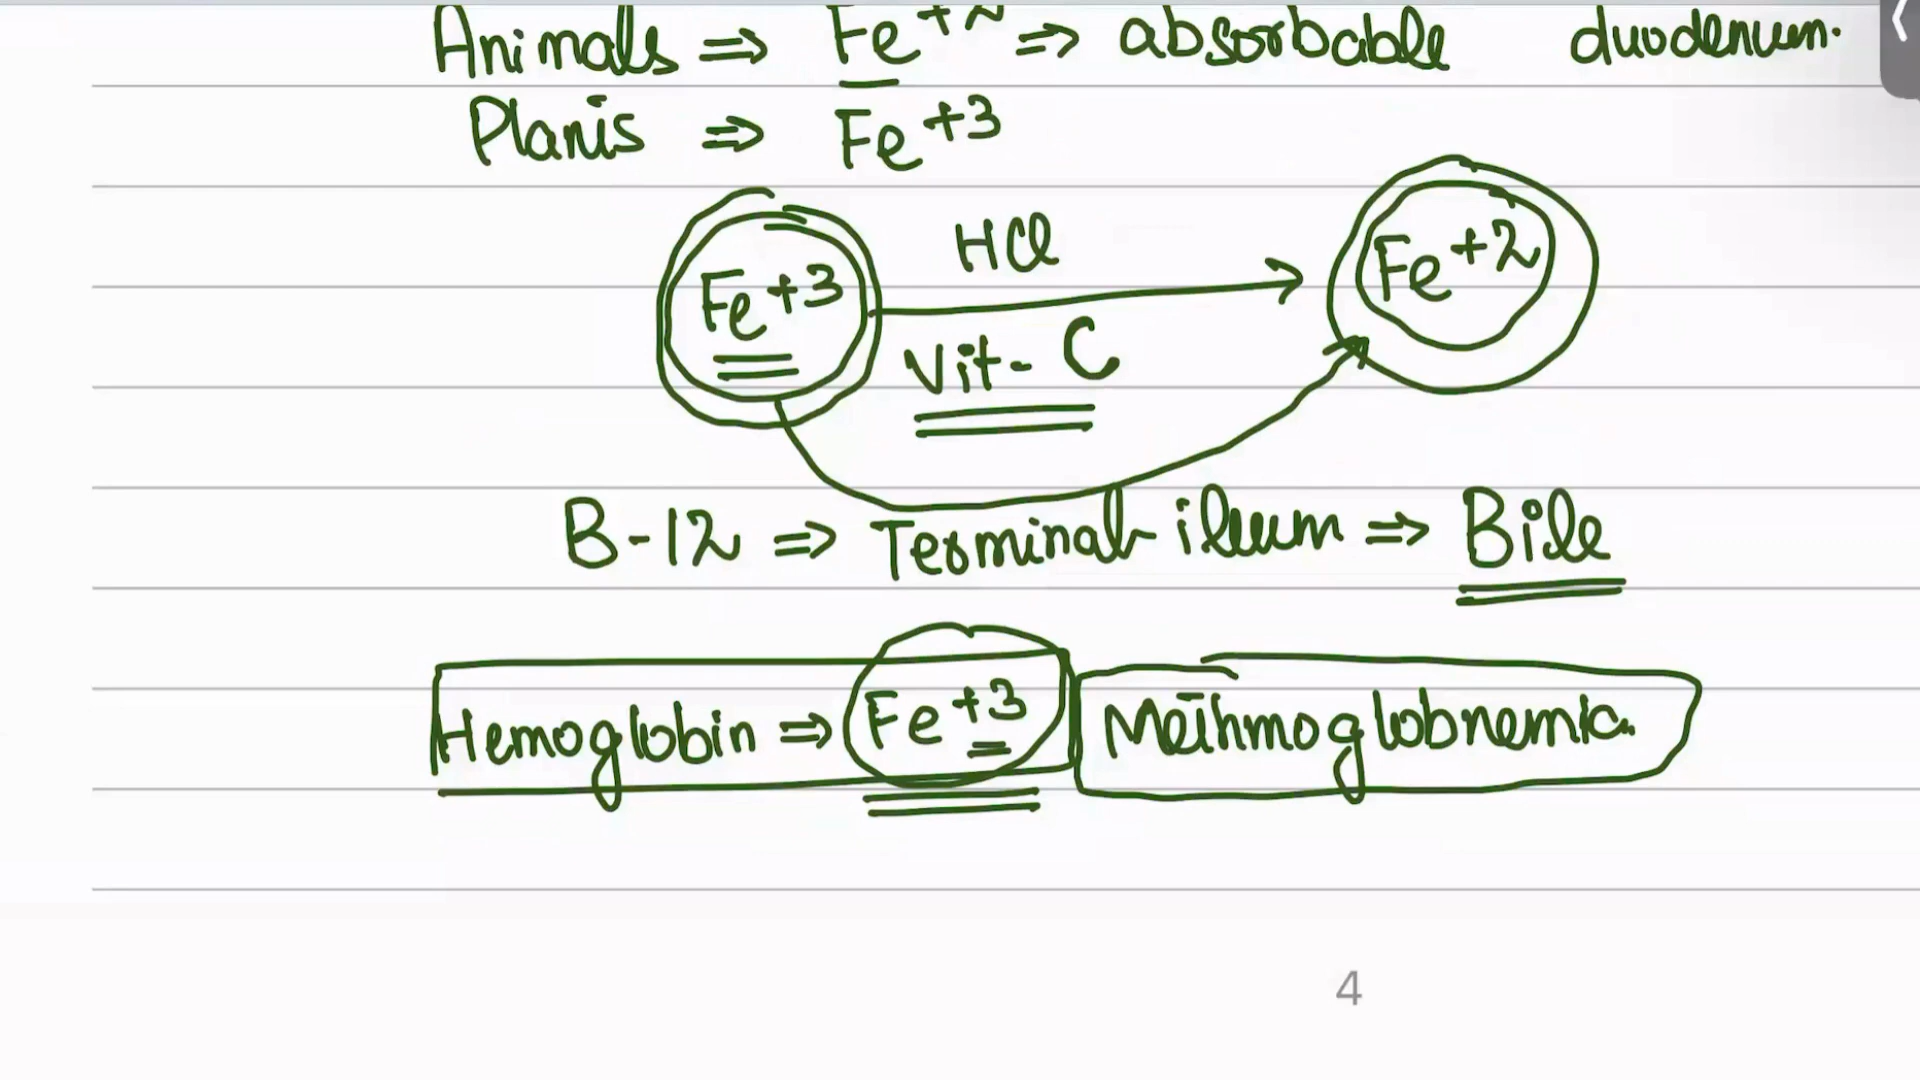 Animals ⇒ Fe+2 ⇒ absorbable duodenum.
Plants ⇒ Fe+3
Fe+3 HCl Vit-C Fe+2
B-12 ⇒ Terminal ileum ⇒ Bile
Hemoglobin ⇒ Fe+3 Methmoglobnemia.
4